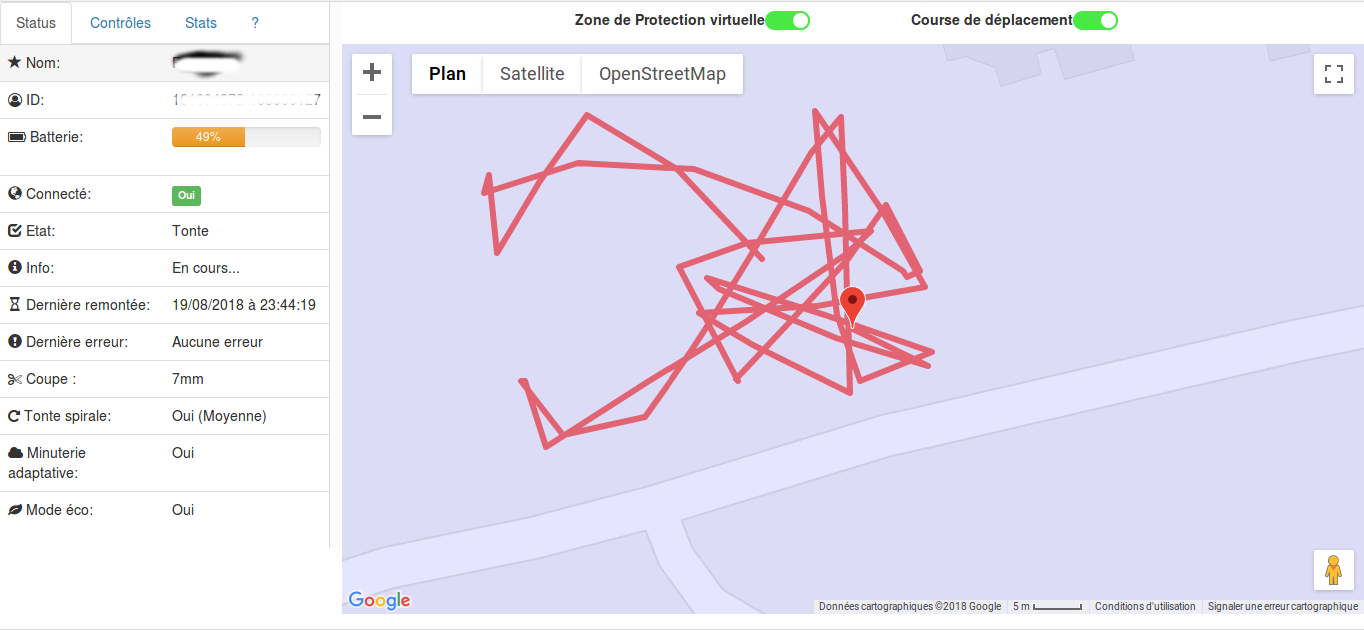 Status Contrôles Stats ?
Zone de Protection virtuelle Course de déplacement
Nom:
ID:
Batterie: 49%
Connecté: Oui
Etat: Tonte
Info: En cours...
Dernière remontée: 19/08/2018 à 23:44:19
Dernière erreur: Aucune erreur
Coupe : 7mm
Tonte spirale: Oui (Moyenne)
Minuterie adaptative: Oui
Mode éco: Oui
+
−
Plan Satellite OpenStreetMap
Google
Données cartographiques ©2018 Google 5 m Conditions d'utilisation Signaler une erreur cartographique